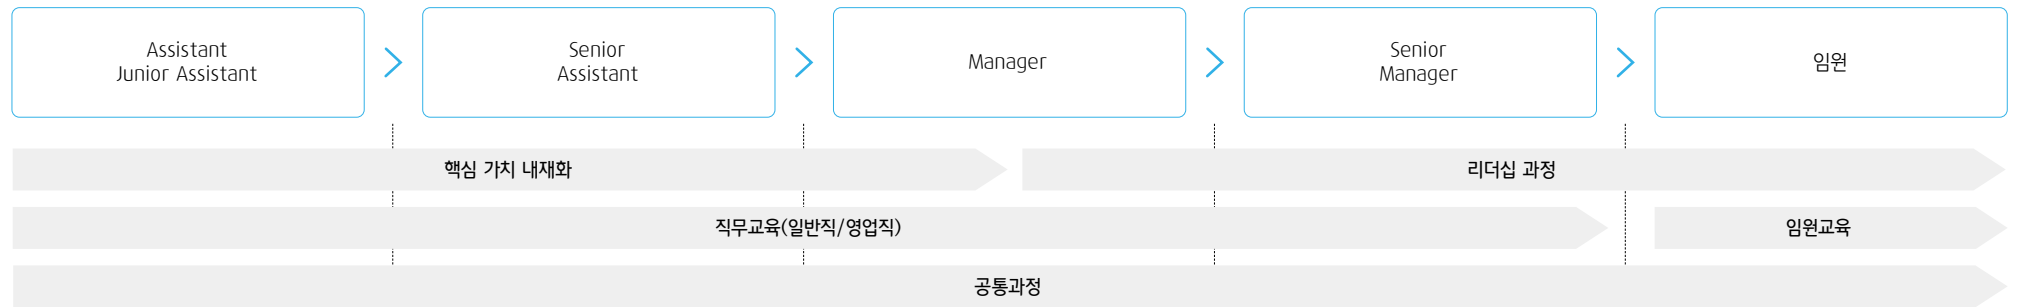 Assistant
Junior Assistant
Senior
Assistant
Manager
Senior
Manager
임원
핵심 가치 내재화
리더십 과정
직무교육(일반직/영업직)
임원교육
공통과정